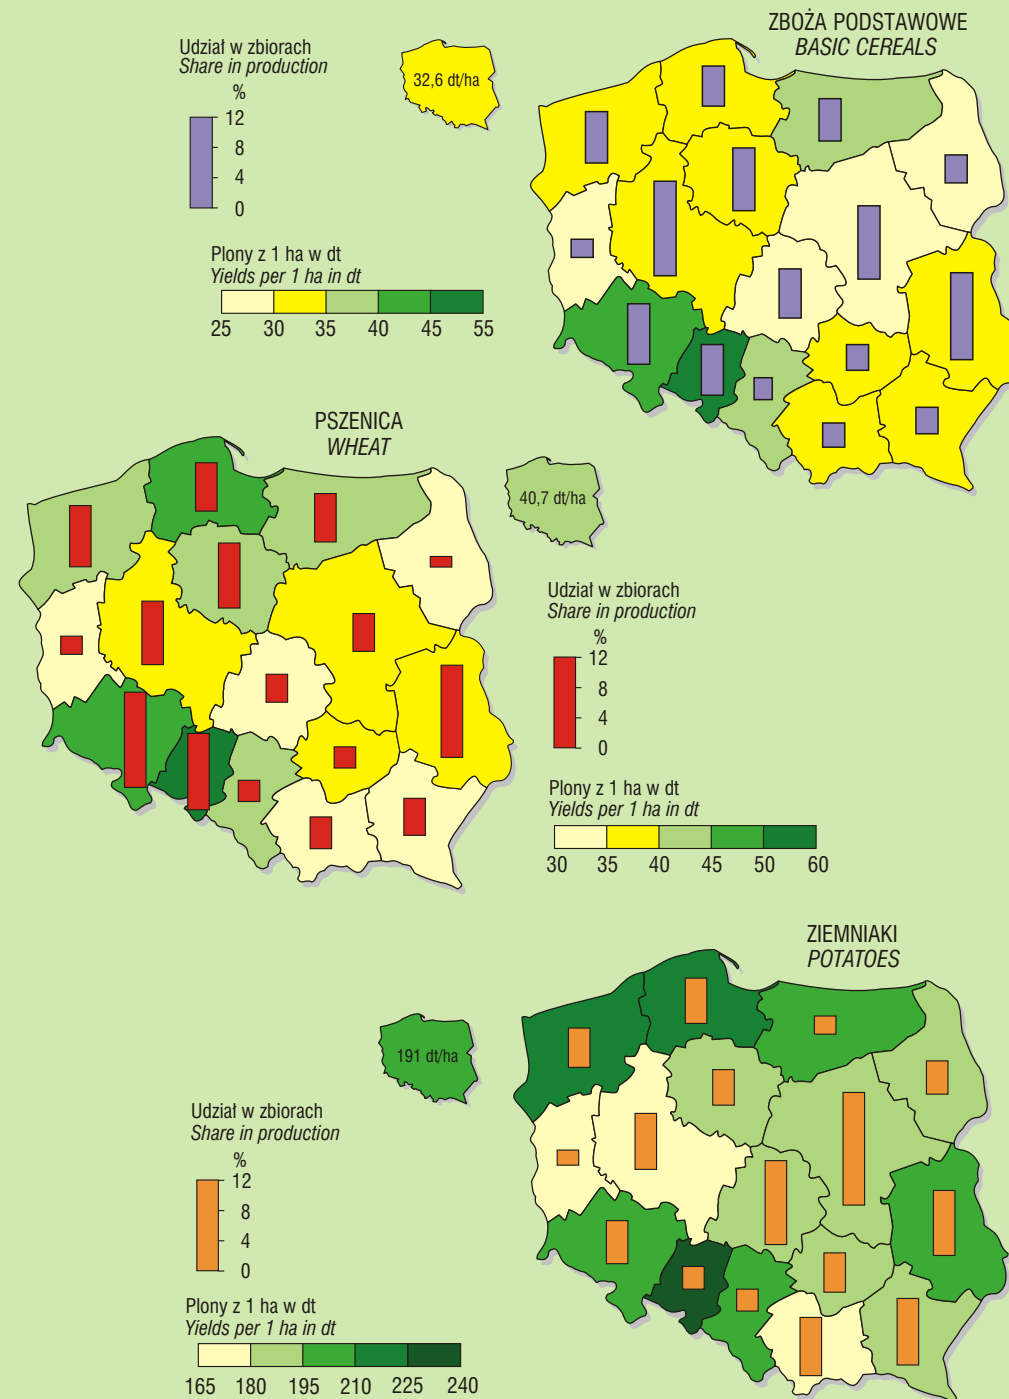 ZBOŻA PODSTAWOWE
BASIC CEREALS
Udział w zbiorach
Share in production
%
12
8
4
0
32,6 dt/ha
Plony z 1 ha w dt
Yields per 1 ha in dt
25 30 35 40 45 55
PSZENICA
WHEAT
40,7 dt/ha
Udział w zbiorach
Share in production
%
12
8
4
0
Plony z 1 ha w dt
Yields per 1 ha in dt
30 35 40 45 50 60
ZIEMNIAKI
POTATOES
191 dt/ha
Udział w zbiorach
Share in production
%
12
8
4
0
Plony z 1 ha w dt
Yields per 1 ha in dt
165 180 195 210 225 240